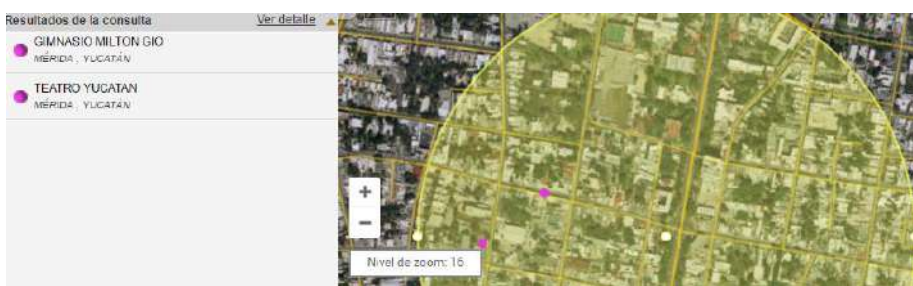 Resultados de la consulta Ver detalle
GIMNASIO MILTON GIO
MÉRIDA , YUCATÁN
TEATRO YUCATAN
MÉRIDA , YUCATÁN
+
−
Nivel de zoom: 16